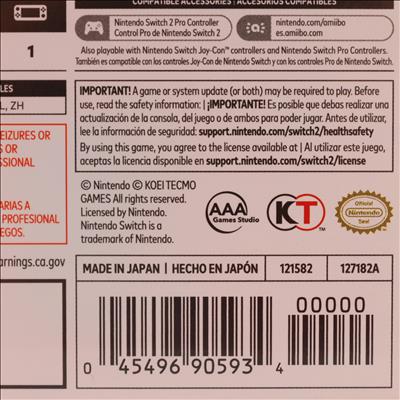 COMPATIBLE ACCESSORIES | ACCESORIOS COMPATIBLES
Nintendo Switch 2 Pro Controller
Control Pro de Nintendo Switch 2
nintendo.com/amiibo
es.amiibo.com
1
Also playable with Nintendo Switch Joy-Con™ controllers and Nintendo Switch Pro Controllers.
También es compatible con los controles Joy-Con de Nintendo Switch y con los controles Pro de Nintendo Switch.
LES
L, ZH
IMPORTANT! A game or system update (or both) may be required to play. Before
use, read the safety information: | ¡IMPORTANTE! Es posible que debas realizar una
actualización de la consola, del juego o de ambos para poder jugar. Antes de utilizar,
lee la información de seguridad: support.nintendo.com/switch2/healthsafety
By using this game, you agree to the license available at | Al utilizar este juego,
aceptas la licencia disponible en support.nintendo.com/switch2/license
EIZURES OR
S OR
ESSIONAL
ARIAS A
PROFESIONAL
EGOS.
arnings.ca.gov
© Nintendo © KOEI TECMO
GAMES All rights reserved.
Licensed by Nintendo.
Nintendo Switch is a
trademark of Nintendo.
AAA
Games Studio
KT
Official
Nintendo
Seal
MADE IN JAPAN | HECHO EN JAPÓN
121582
127182A
00000
0 45496 90593 4